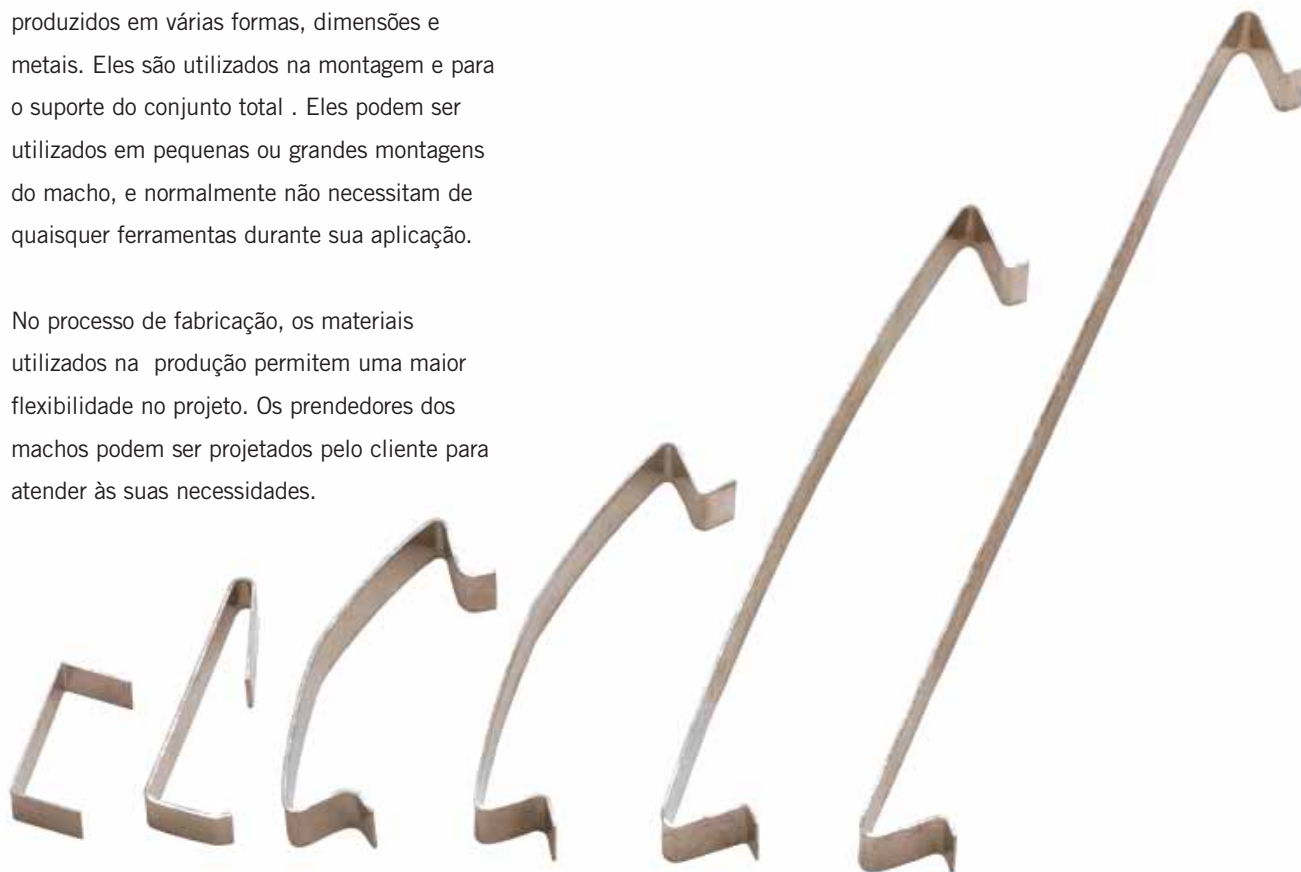 produzidos em várias formas, dimensões e
metais. Eles são utilizados na montagem e para
o suporte do conjunto total . Eles podem ser
utilizados em pequenas ou grandes montagens
do macho, e normalmente não necessitam de
quaisquer ferramentas durante sua aplicação.
No processo de fabricação, os materiais
utilizados na  produção permitem uma maior
flexibilidade no projeto. Os prendedores dos
machos podem ser projetados pelo cliente para
atender às suas necessidades.